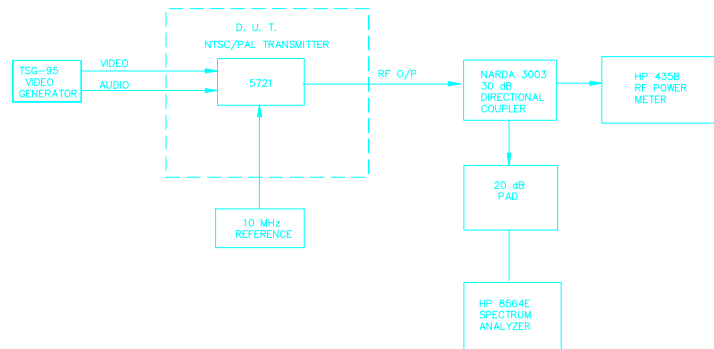 D. U. T.
NTSC/PAL TRANSMITTER
TSG-95
VIDEO
GENERATOR
VIDEO
AUDIO
5721
RF O/P
NARDA 3003
30 dB
DIRECTIONAL
COUPLER
HP 435B
RF POWER
METER
20 dB
PAD
10 MHz
REFERENCE
HP 8564E
SPECTRUM
ANALYZER